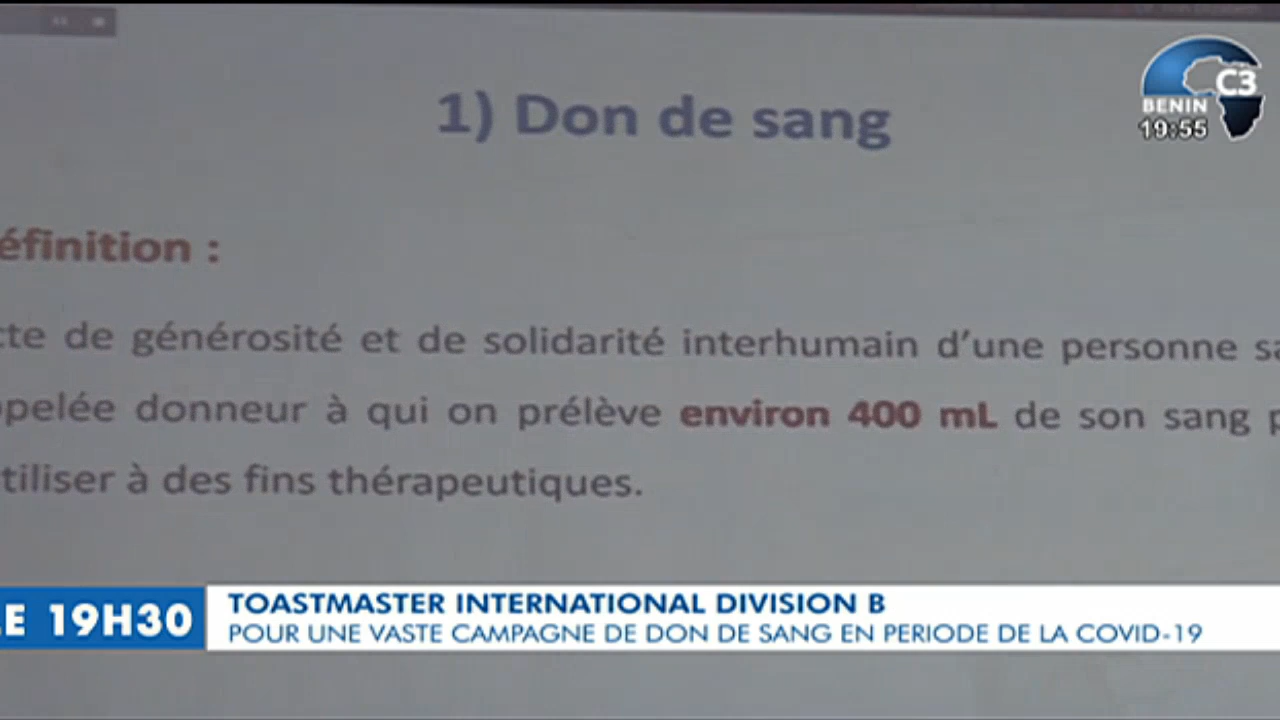 1) Don de sang
C3
BENIN
19:55
éfinition :
te de générosité et de solidarité interhumain d’une personne sa
pelée donneur à qui on prélève environ 400 mL de son sang p
tiliser à des fins thérapeutiques.
LE 19H30
TOASTMASTER INTERNATIONAL DIVISION B
POUR UNE VASTE CAMPAGNE DE DON DE SANG EN PERIODE DE LA COVID-19